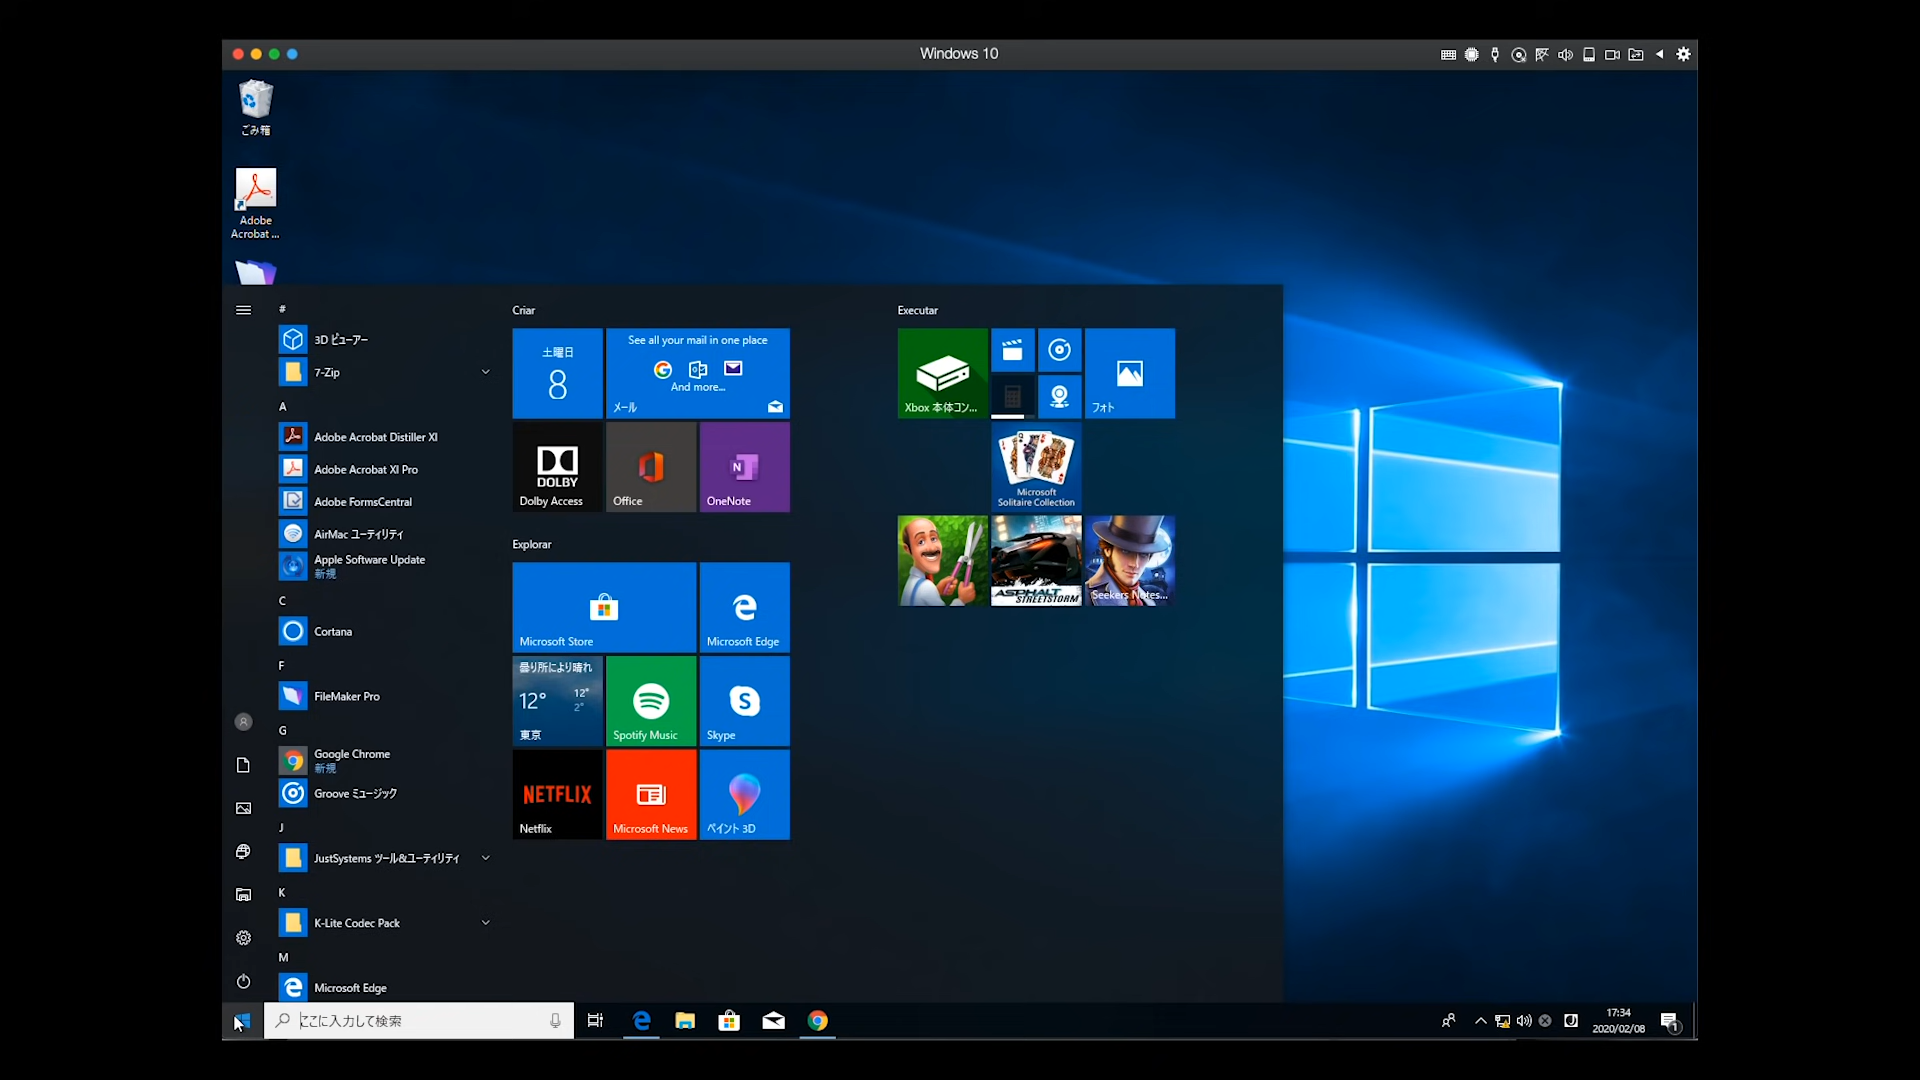 Windows 10
ごみ箱
Adobe
Acrobat ...
#
3D ビューアー
7-Zip
A
Adobe Acrobat Distiller XI
Adobe Acrobat XI Pro
Adobe FormsCentral
AirMac ユーティリティ
Apple Software Update
新規
C
Cortana
F
FileMaker Pro
G
Google Chrome
新規
Groove ミュージック
J
JustSystems ツール&ユーティリティ
K
K-Lite Codec Pack
M
Microsoft Edge
Criar
土曜日
8
See all your mail in one place
And more...
メール
DOLBY
Dolby Access
Office
N
OneNote
Explorar
Microsoft Store
Microsoft Edge
曇り所により晴れ
12°
12°
2°
東京
Spotify Music
Skype
NETFLIX
Netflix
Microsoft News
ペイント 3D
Executar
Xbox 本体コン...
フォト
Microsoft
Solitaire Collection
ASPHALT
STREETSTORM
Seekers Notes...
ここに入力して検索
17:34
2020/02/08
1